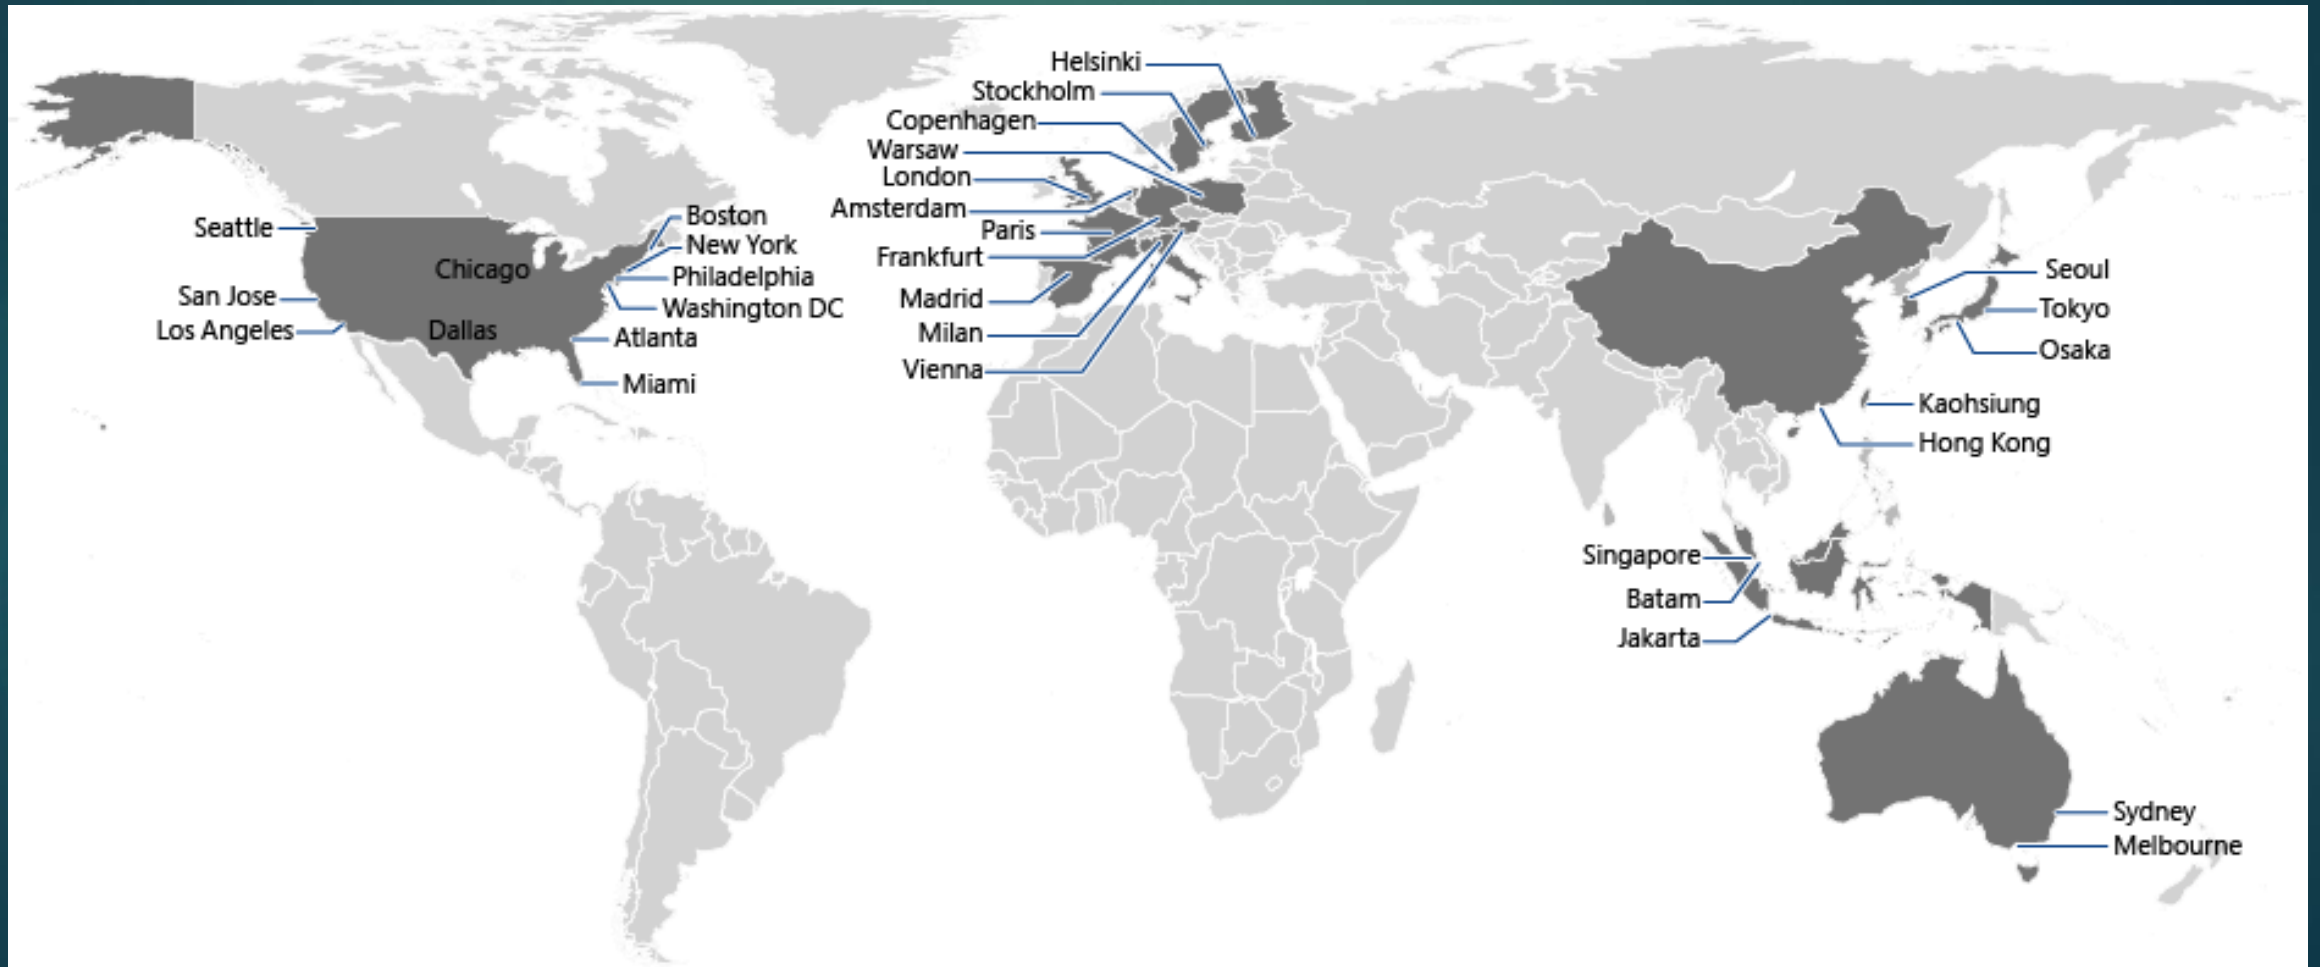 Helsinki
Stockholm
Copenhagen
Warsaw
London
Amsterdam
Paris
Frankfurt
Madrid
Milan
Vienna
Seattle
San Jose
Los Angeles
Chicago
Dallas
Boston
New York
Philadelphia
Washington DC
Atlanta
Miami
Seoul
Tokyo
Osaka
Kaohsiung
Hong Kong
Singapore
Batam
Jakarta
Sydney
Melbourne